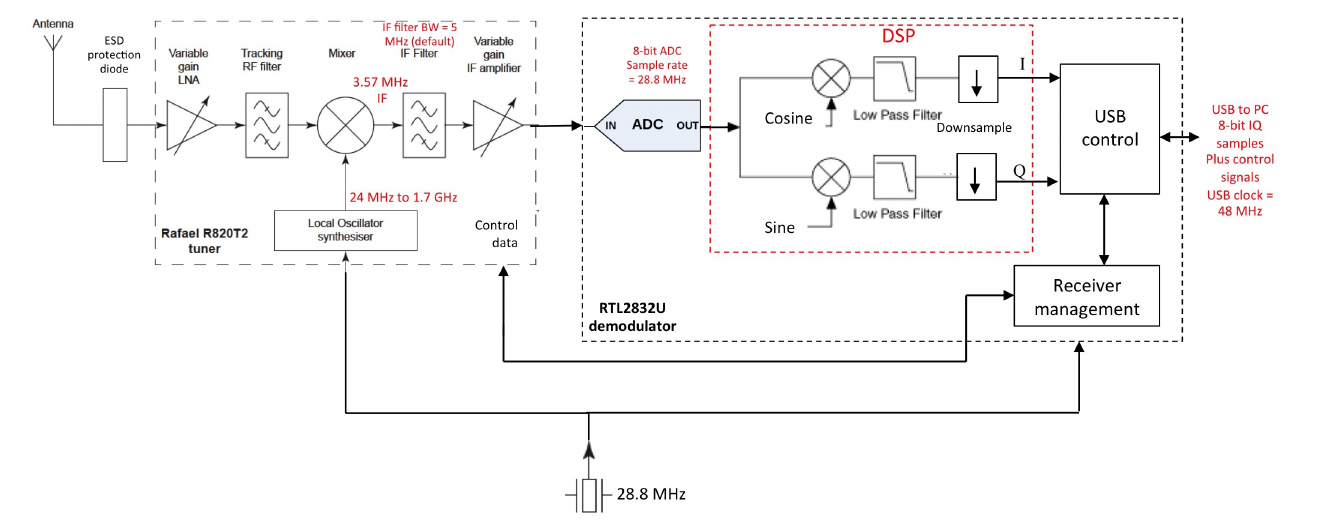 Antenna
ESD
protection
diode
Variable
gain
LNA
Tracking
RF filter
Mixer
IF filter BW = 5
MHz (default)
IF Filter
Variable
gain
IF amplifier
3.57 MHz
IF
24 MHz to 1.7 GHz
Local Oscillator
synthesiser
Rafael R820T2
tuner
Control
data
8-bit ADC
Sample rate
= 28.8 MHz
IN
ADC
OUT
DSP
Cosine
Low Pass Filter
Downsample
I
Sine
Low Pass Filter
Q
USB
control
USB to PC
8-bit IQ
samples
Plus control
signals
USB clock =
48 MHz
RTL2832U
demodulator
Receiver
management
28.8 MHz